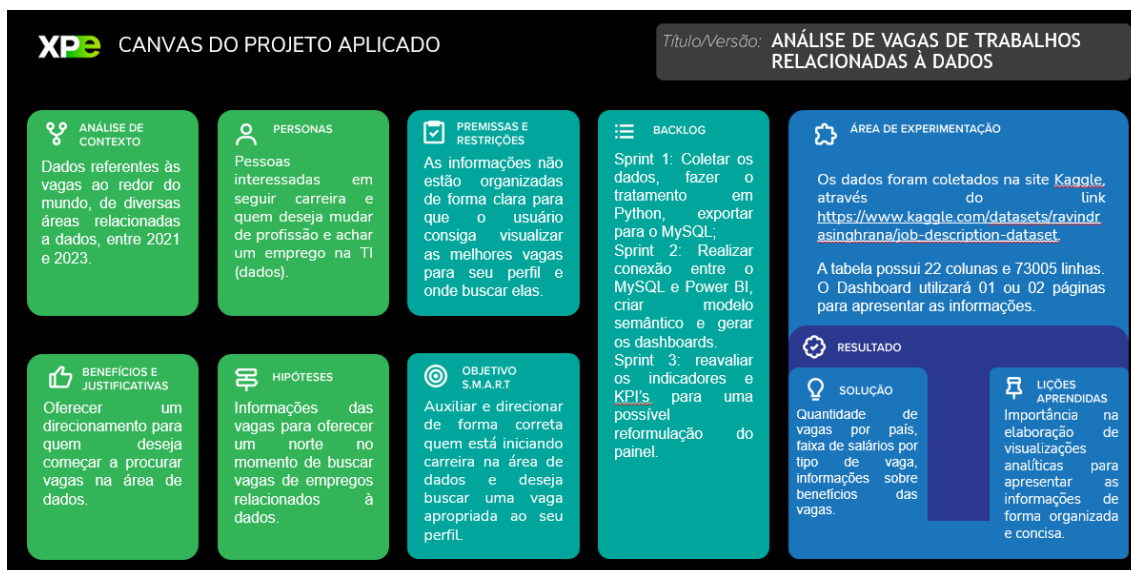 XPe CANVAS DO PROJETO APLICADO
Título/Versão: ANÁLISE DE VAGAS DE TRABALHOS
RELACIONADAS À DADOS
ANÁLISE DE
CONTEXTO
Dados referentes às
vagas ao redor do
mundo, de diversas
áreas relacionadas
a dados, entre 2021
e 2023.
PERSONAS
Pessoas
interessadas em
seguir carreira e
quem deseja mudar
de profissão e achar
um emprego na TI
(dados).
PREMISSAS E
RESTRIÇÕES
As informações não
estão organizadas
de forma clara para
que o usuário
consiga visualizar
as melhores vagas
para seu perfil e
onde buscar elas.
BACKLOG
Sprint 1: Coletar os
dados, fazer o
tratamento em
Python, exportar
para o MySQL;
Sprint 2: Realizar
conexão entre o
MySQL e Power BI,
criar modelo
semântico e gerar
os dashboards.
Sprint 3: reavaliar
os indicadores e
KPI's para uma
possível
reformulação do
painel.
ÁREA DE EXPERIMENTAÇÃO
Os dados foram coletados na site Kaggle,
através do link
https://www.kaggle.com/datasets/ravindr
asinghrana/job-description-dataset.
A tabela possui 22 colunas e 73005 linhas.
O Dashboard utilizará 01 ou 02 páginas
para apresentar as informações.
BENEFÍCIOS E
JUSTIFICATIVAS
Oferecer um
direcionamento para
quem deseja
começar a procurar
vagas na área de
dados.
HIPÓTESES
Informações das
vagas para oferecer
um norte no
momento de buscar
vagas de empregos
relacionados à
dados.
OBJETIVO
S.M.A.R.T
Auxiliar e direcionar
de forma correta
quem está iniciando
carreira na área de
dados e deseja
buscar uma vaga
apropriada ao seu
perfil.
RESULTADO
SOLUÇÃO
Quantidade de
vagas por país,
faixa de salários por
tipo de vaga,
informações sobre
benefícios das
vagas.
LIÇÕES
APRENDIDAS
Importância na
elaboração de
visualizações
analíticas para
apresentar as
informações de
forma organizada
e concisa.